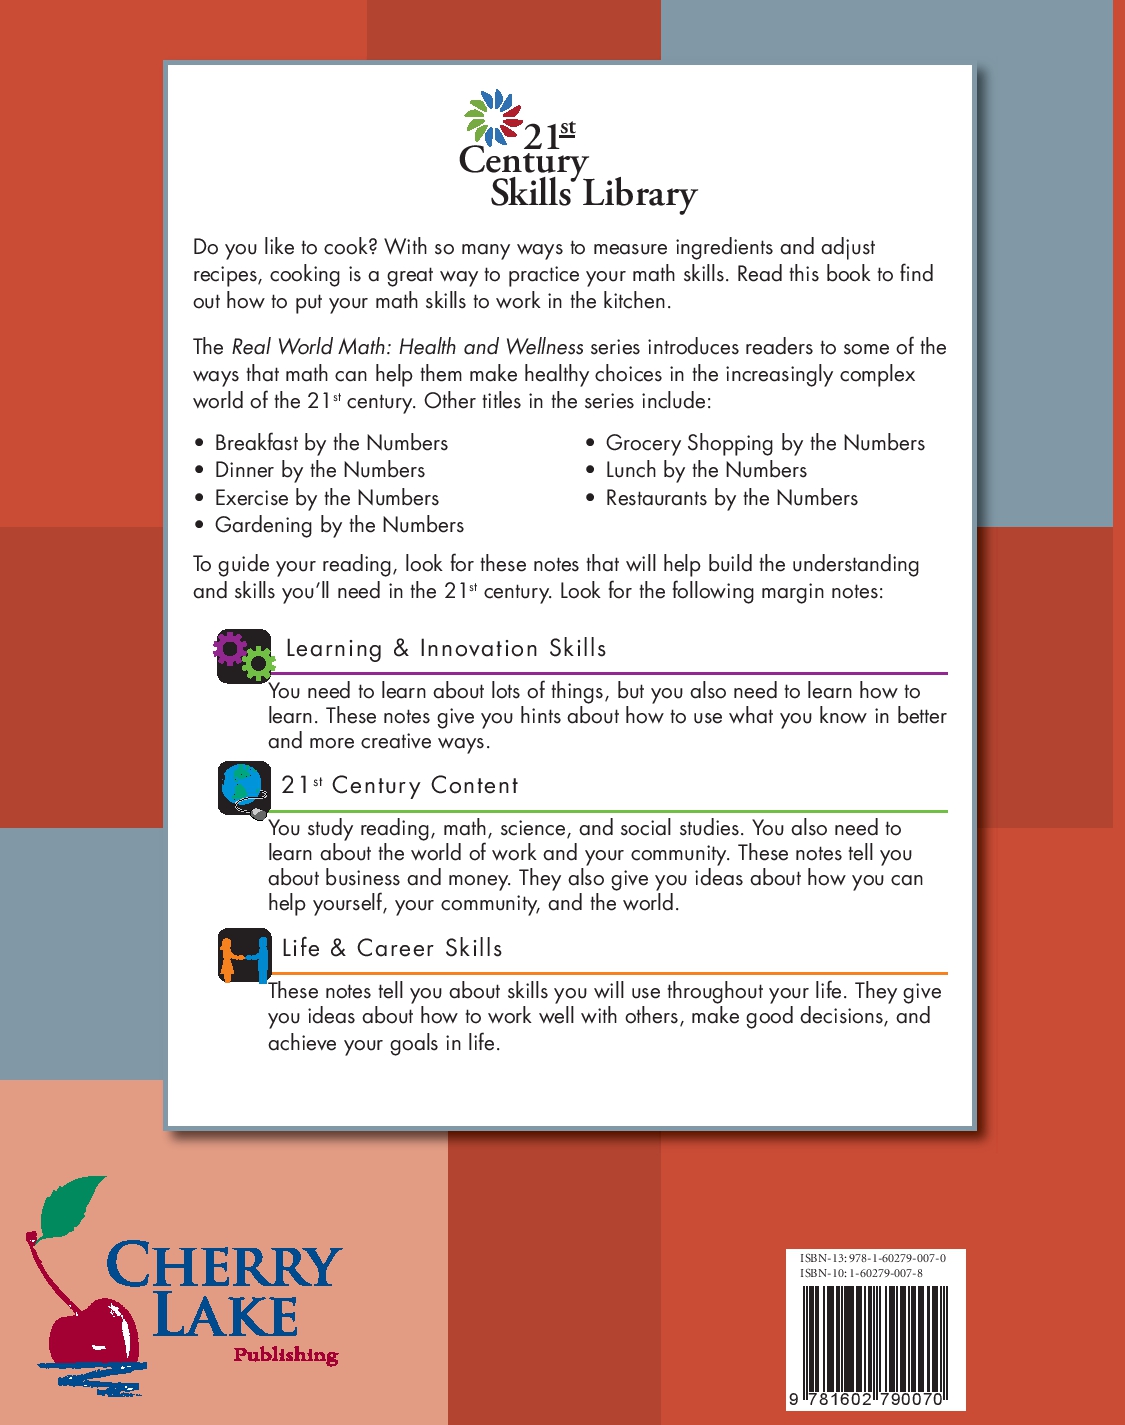 21st
Century
Skills Library
Do you like to cook? With so many ways to measure ingredients and adjust
recipes, cooking is a great way to practice your math skills. Read this book to find
out how to put your math skills to work in the kitchen.
The Real World Math: Health and Wellness series introduces readers to some of the
ways that math can help them make healthy choices in the increasingly complex
world of the 21st century. Other titles in the series include:
• Breakfast by the Numbers
• Dinner by the Numbers
• Exercise by the Numbers
• Gardening by the Numbers
• Grocery Shopping by the Numbers
• Lunch by the Numbers
• Restaurants by the Numbers
To guide your reading, look for these notes that will help build the understanding
and skills you’ll need in the 21st century. Look for the following margin notes:
Learning & Innovation Skills
You need to learn about lots of things, but you also need to learn how to
learn. These notes give you hints about how to use what you know in better
and more creative ways.
21st Century Content
You study reading, math, science, and social studies. You also need to
learn about the world of work and your community. These notes tell you
about business and money. They also give you ideas about how you can
help yourself, your community, and the world.
Life & Career Skills
These notes tell you about skills you will use throughout your life. They give
you ideas about how to work well with others, make good decisions, and
achieve your goals in life.
CHERRY
LAKE
Publishing
ISBN-13: 978-1-60279-007-0
ISBN-10: 1-60279-007-8
9 781602 790070